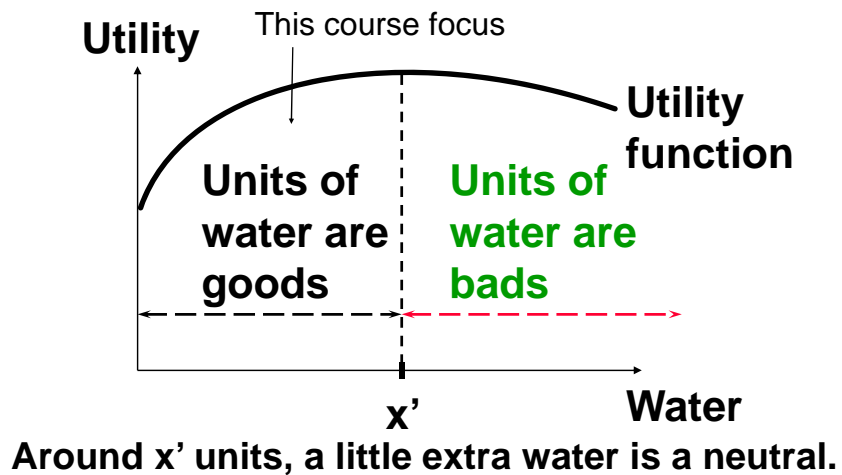 This course focus
Utility
Utility
function
Units of
water are
goods
Units of
water are
bads
x’
Water
Around x’ units, a little extra water is a neutral.